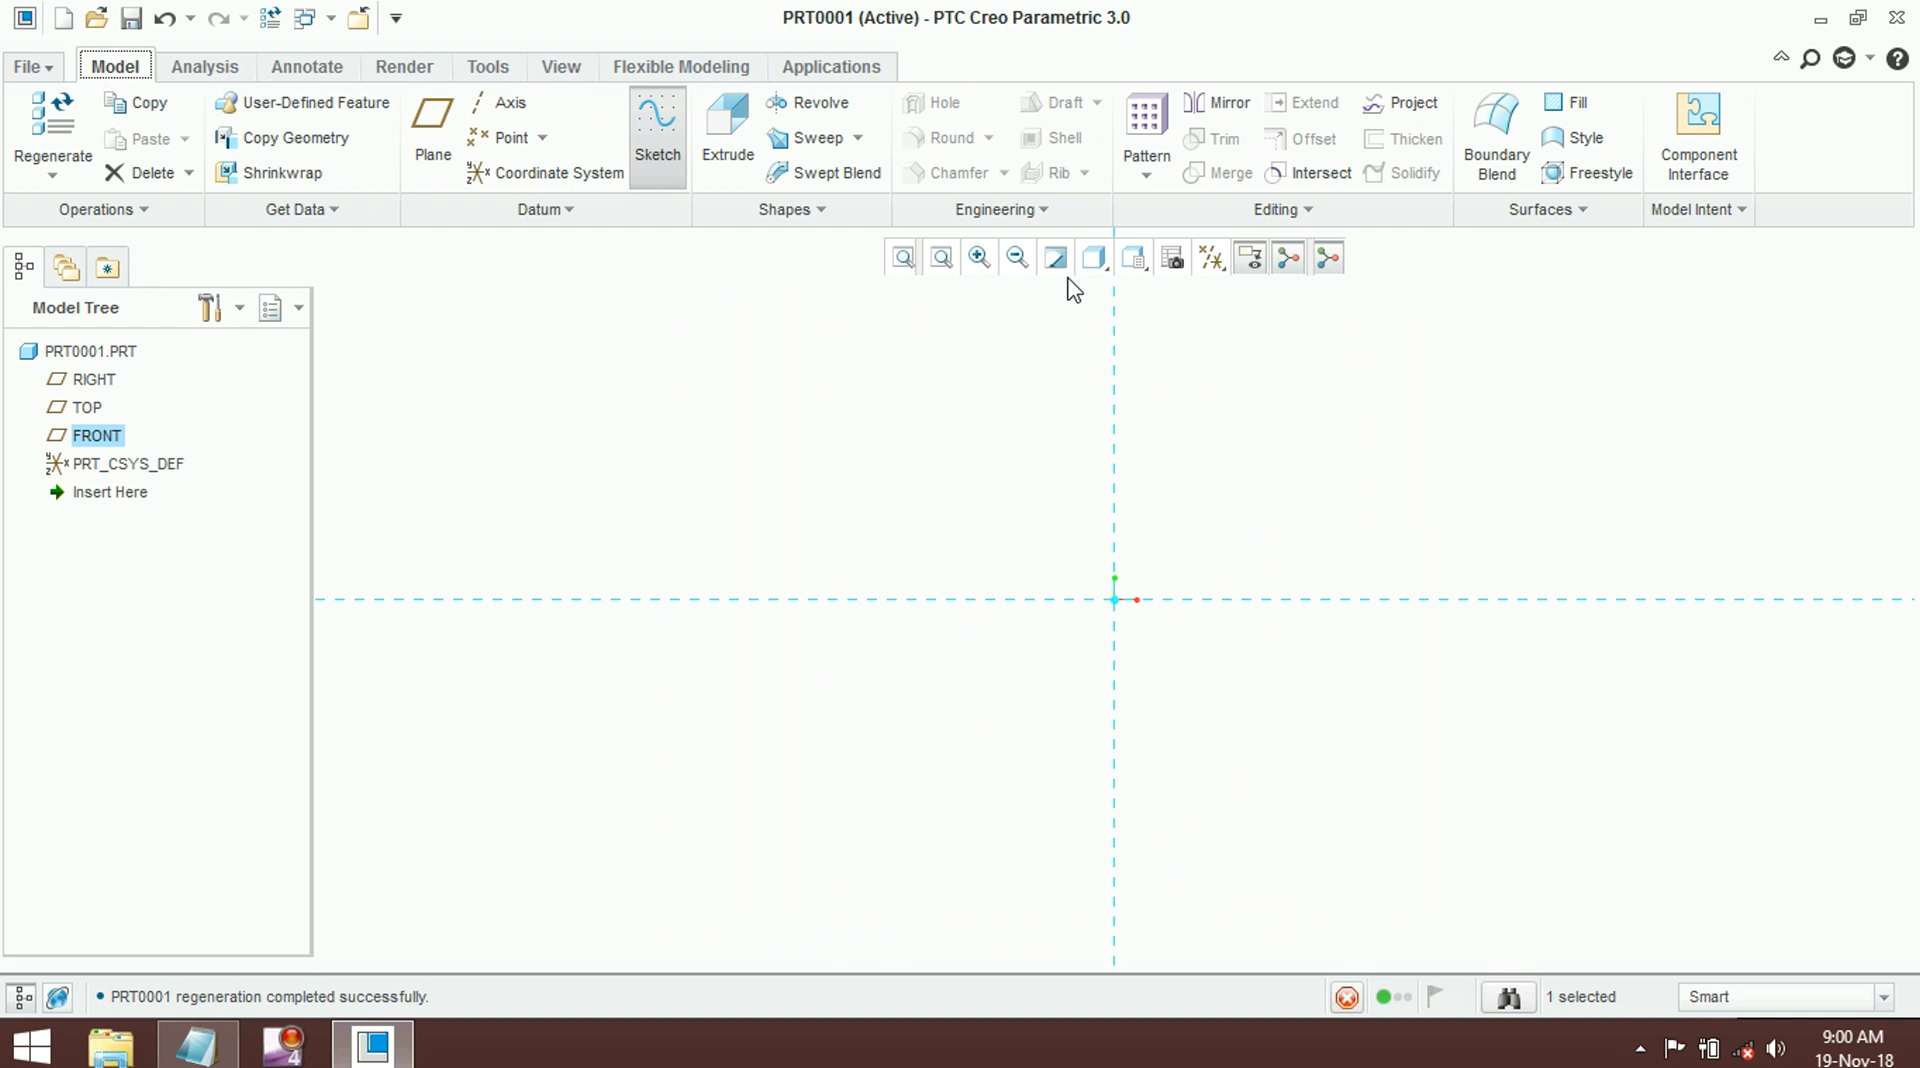 PRT0001 (Active) - PTC Creo Parametric 3.0
File Model Analysis Annotate Render Tools View Flexible Modeling Applications
Regenerate Copy Paste Delete
User-Defined Feature Copy Geometry Shrinkwrap
Plane Axis Point Coordinate System Sketch
Extrude Revolve Sweep Swept Blend
Hole Round Chamfer Draft Shell Rib
Pattern Mirror Trim Merge Extend Offset Intersect Project Thicken Solidify
Boundary Blend Fill Style Freestyle
Component Interface
Operations Get Data Datum Shapes Engineering Editing Surfaces Model Intent
Model Tree
PRT0001.PRT
RIGHT
TOP
FRONT
PRT_CSYS_DEF
Insert Here
• PRT0001 regeneration completed successfully.
1 selected
Smart
4
9:00 AM
19-Nov-18